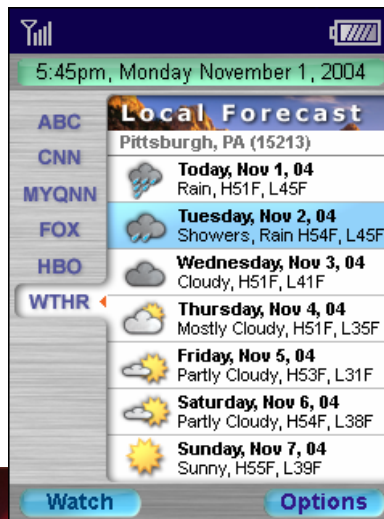 5:45pm, Monday November 1, 2004
ABC
CNN
MYQNN
FOX
HBO
WTHR
Local Forecast
Pittsburgh, PA (15213)
Today, Nov 1, 04
Rain, H51F, L45F
Tuesday, Nov 2, 04
Showers, Rain H54F, L45F
Wednesday, Nov 3, 04
Cloudy, H51F, L41F
Thursday, Nov 4, 04
Mostly Cloudy, H51F, L35F
Friday, Nov 5, 04
Partly Cloudy, H53F, L31F
Saturday, Nov 6, 04
Partly Cloudy, H54F, L38F
Sunday, Nov 7, 04
Sunny, H55F, L39F
Watch
Options